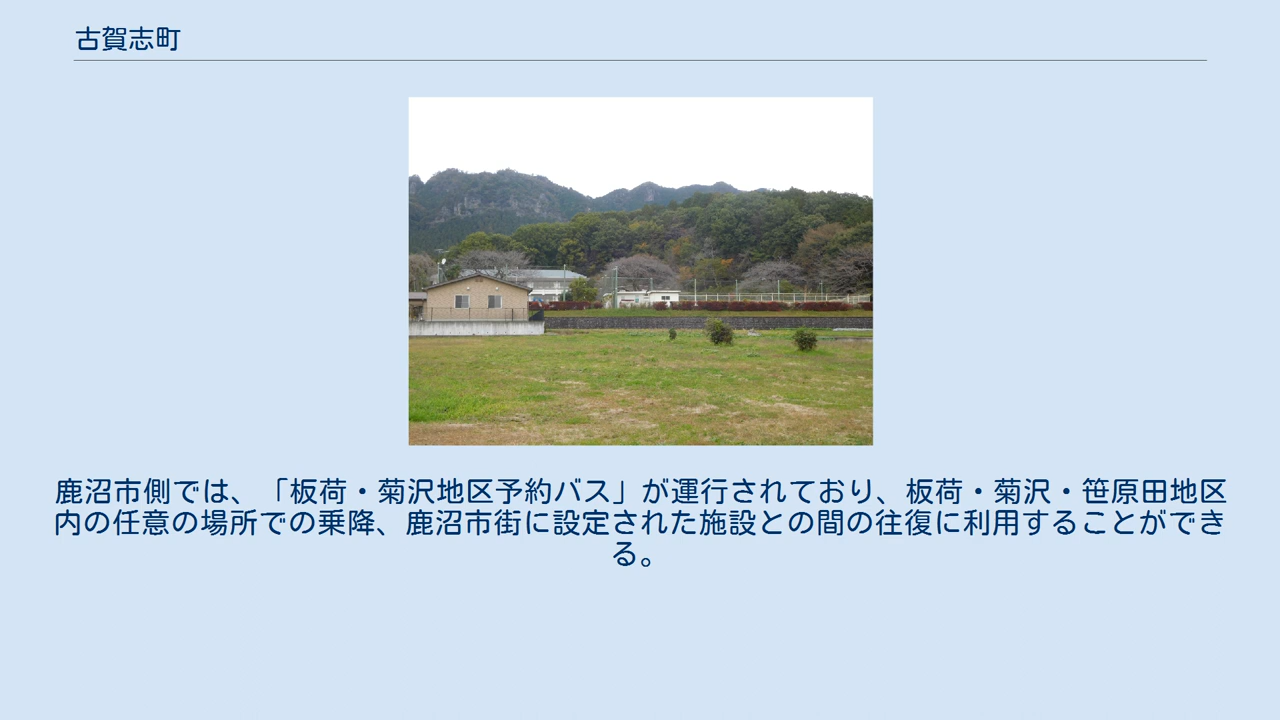 古賀志町
鹿沼市側では、「板荷・菊沢地区予約バス」が運行されており、板荷・菊沢・笹原田地区
内の任意の場所での乗降、鹿沼市街に設定された施設との間の往復に利用することができ
る。